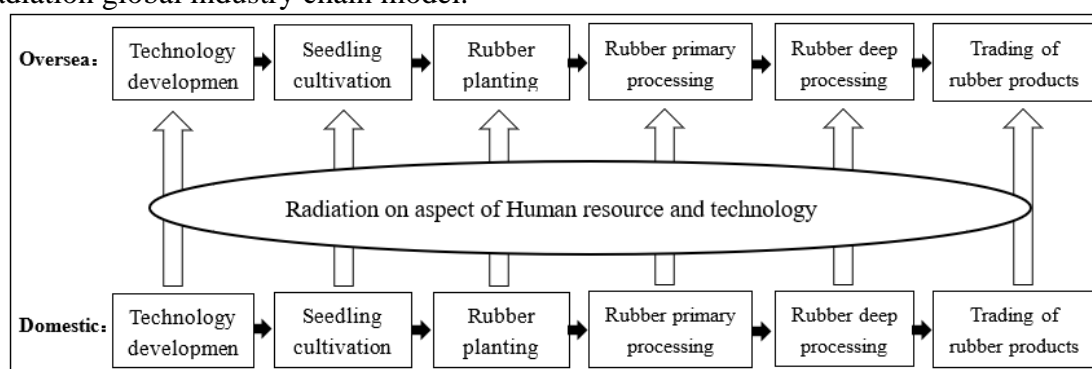 adiation global industry chain model.
Oversea:
Technology
developmen
Seedling
cultivation
Rubber
planting
Rubber primary
processing
Rubber deep
processing
Trading of
rubber products
Radiation on aspect of Human resource and technology
Domestic:
Technology
developmen
Seedling
cultivation
Rubber
planting
Rubber primary
processing
Rubber deep
processing
Trading of
rubber products